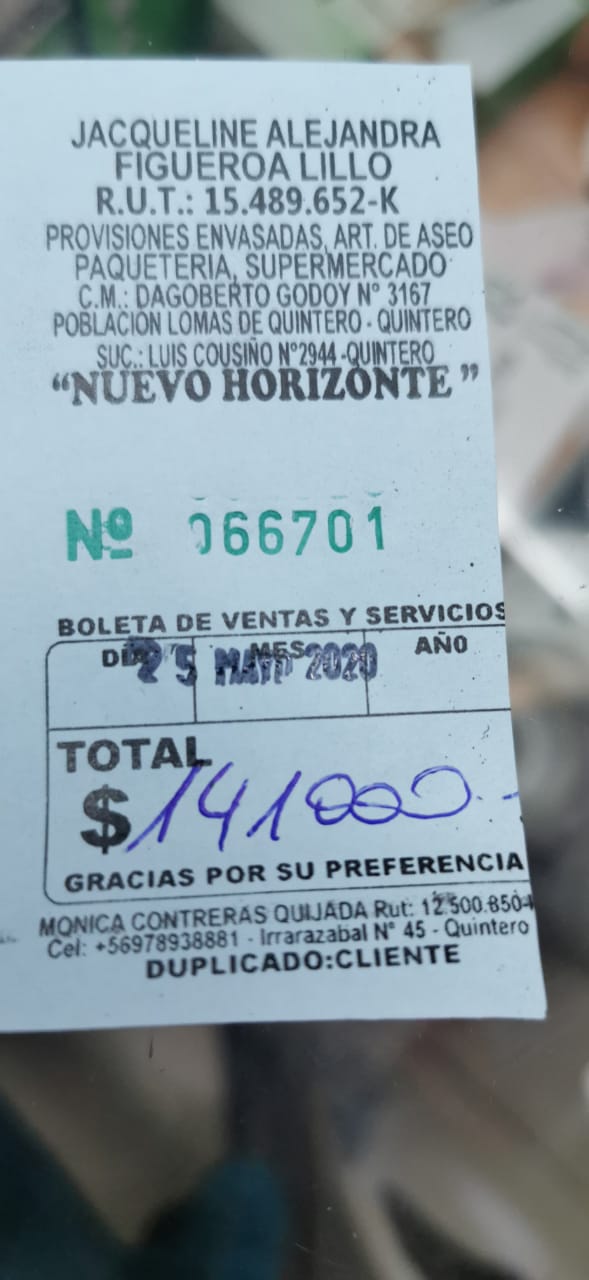 JACQUELINE ALEJANDRA
FIGUEROA LILLO
R.U.T.: 15.489.652-K
PROVISIONES ENVASADAS, ART. DE ASEO
PAQUETERIA, SUPERMERCADO
C.M.: DAGOBERTO GODOY N° 3167
POBLACION LOMAS DE QUINTERO - QUINTERO
SUC.: LUIS COUSIÑO N°2944 -QUINTERO
“NUEVO HORIZONTE ”
Nº 066701
BOLETA DE VENTAS Y SERVICIOS
DIA MES AÑO
25 MAYO 2020
TOTAL
$ 141000.-
GRACIAS POR SU PREFERENCIA
MONICA CONTRERAS QUIJADA Rut: 12.500.850-1
Cel: +56978938881 - Irrarazabal N° 45 - Quintero
DUPLICADO:CLIENTE